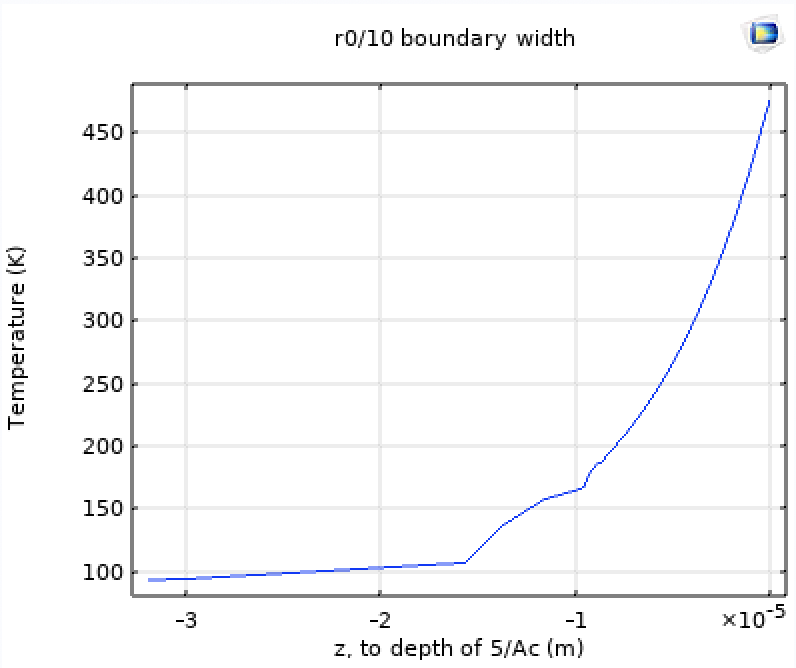 r0/10 boundary width
450
400
350
300
250
200
150
100
Temperature (K)
-3 -2 -1 ×10⁻⁵
z, to depth of 5/Ac (m)